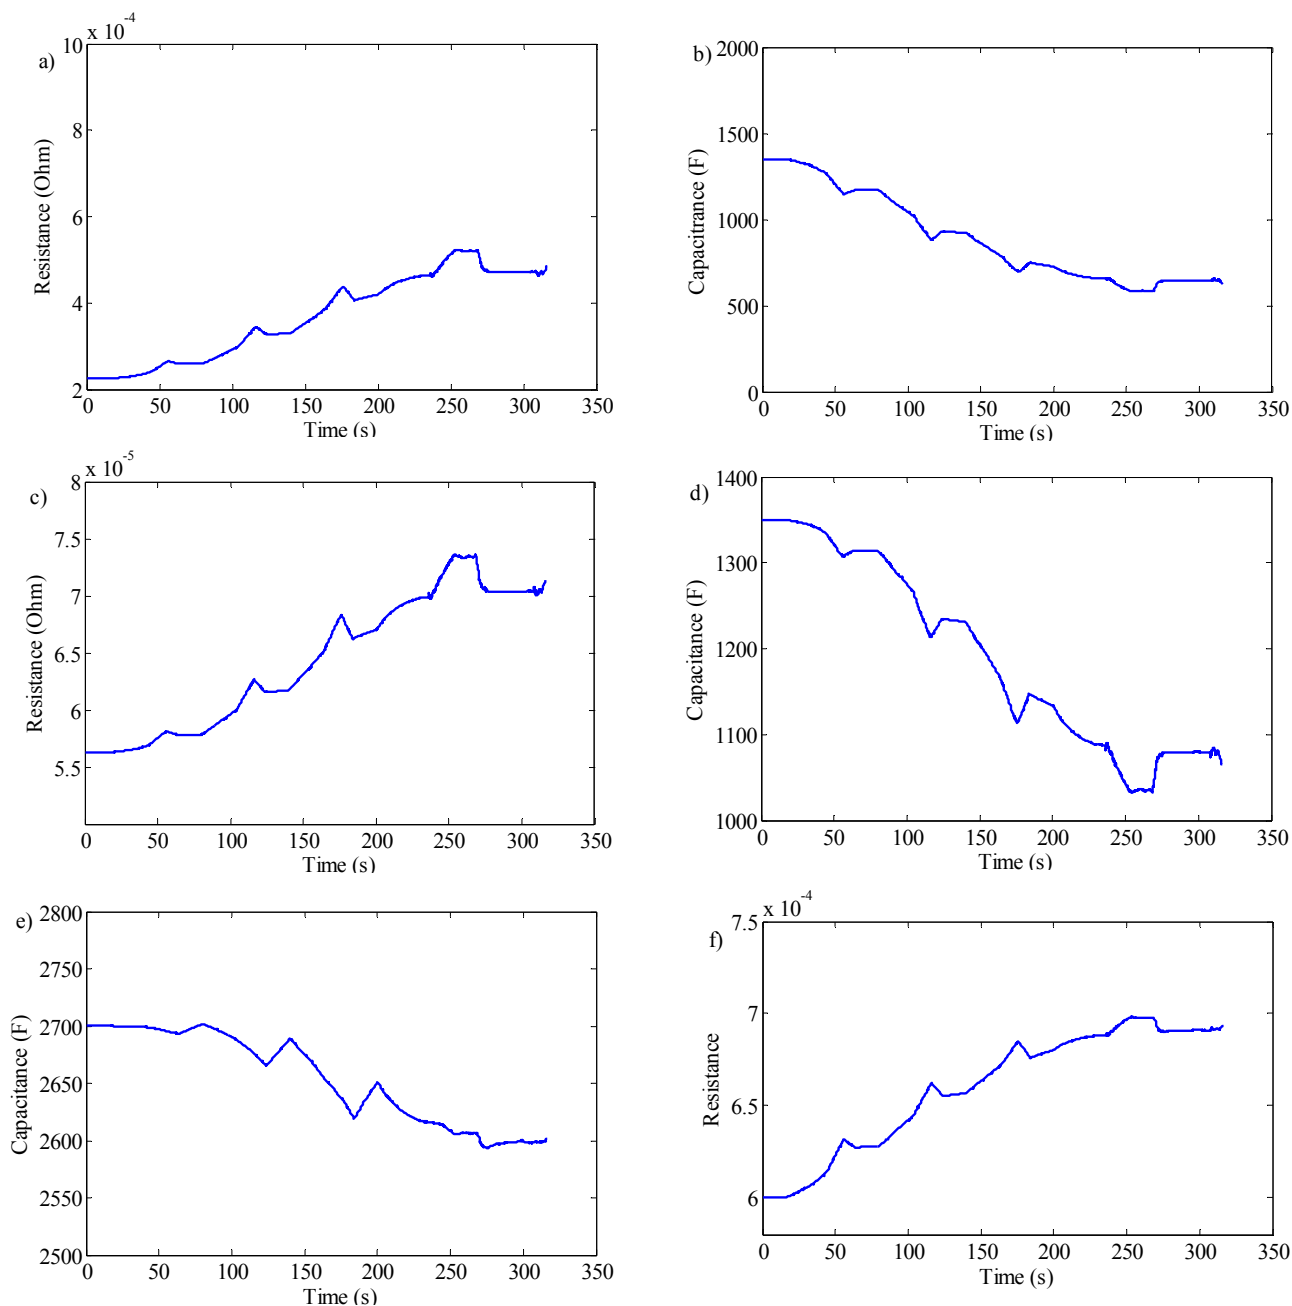 x 10^-4
a)
10
8
6
4
2
Resistance (Ohm)
0 50 100 150 200 250 300 350
Time (s)
b)
2000
1500
1000
500
0
Capacitrance (F)
0 50 100 150 200 250 300 350
Time (s)
x 10^-5
c)
8
7.5
7
6.5
6
5.5
Resistance (Ohm)
0 50 100 150 200 250 300 350
Time (s)
d)
1400
1300
1200
1100
1000
Capacitance (F)
0 50 100 150 200 250 300 350
Time (s)
e)
2800
2750
2700
2650
2600
2550
2500
Capacitance (F)
0 50 100 150 200 250 300 350
Time (s)
x 10^-4
f)
7.5
7
6.5
6
Resistance
0 50 100 150 200 250 300 350
Time (s)